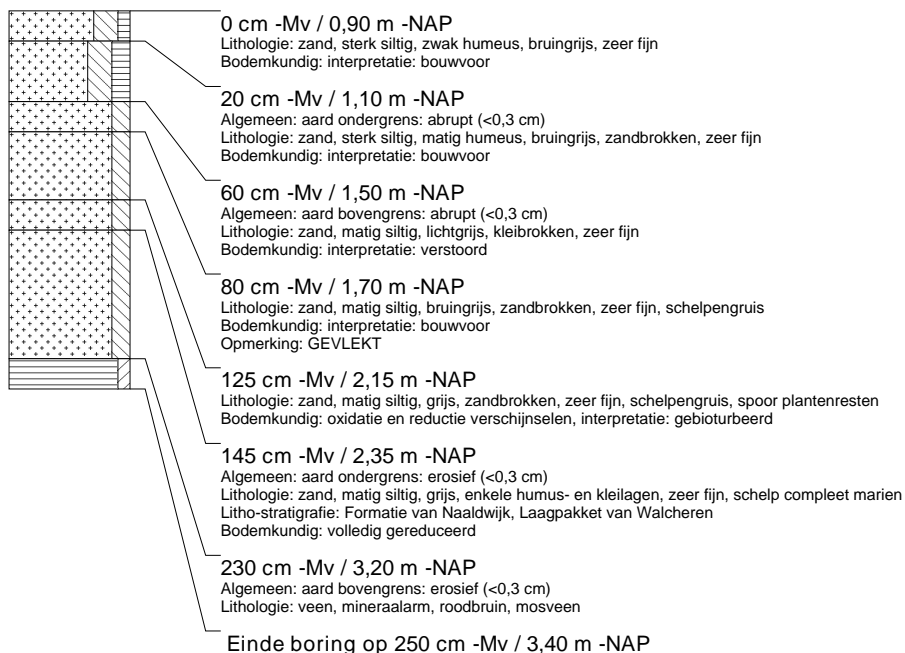 0 cm -Mv / 0,90 m -NAP
Lithologie: zand, sterk siltig, zwak humeus, bruingrijs, zeer fijn
Bodemkundig: interpretatie: bouwvoor
20 cm -Mv / 1,10 m -NAP
Algemeen: aard ondergrens: abrupt (<0,3 cm)
Lithologie: zand, sterk siltig, matig humeus, bruingrijs, zandbrokken, zeer fijn
Bodemkundig: interpretatie: bouwvoor
60 cm -Mv / 1,50 m -NAP
Algemeen: aard bovengrens: abrupt (<0,3 cm)
Lithologie: zand, matig siltig, lichtgrijs, kleibrokken, zeer fijn
Bodemkundig: interpretatie: verstoord
80 cm -Mv / 1,70 m -NAP
Lithologie: zand, matig siltig, bruingrijs, zandbrokken, zeer fijn, schelpengruis
Bodemkundig: interpretatie: bouwvoor
Opmerking: GEVLEKT
125 cm -Mv / 2,15 m -NAP
Lithologie: zand, matig siltig, grijs, zandbrokken, zeer fijn, schelpengruis, spoor plantenresten
Bodemkundig: oxidatie en reductie verschijnselen, interpretatie: gebioturbeerd
145 cm -Mv / 2,35 m -NAP
Algemeen: aard ondergrens: erosief (<0,3 cm)
Lithologie: zand, matig siltig, grijs, enkele humus- en kleilagen, zeer fijn, schelp compleet marien
Litho-stratigrafie: Formatie van Naaldwijk, Laagpakket van Walcheren
Bodemkundig: volledig gereduceerd
230 cm -Mv / 3,20 m -NAP
Algemeen: aard bovengrens: erosief (<0,3 cm)
Lithologie: veen, mineraalarm, roodbruin, mosveen
Einde boring op 250 cm -Mv / 3,40 m -NAP